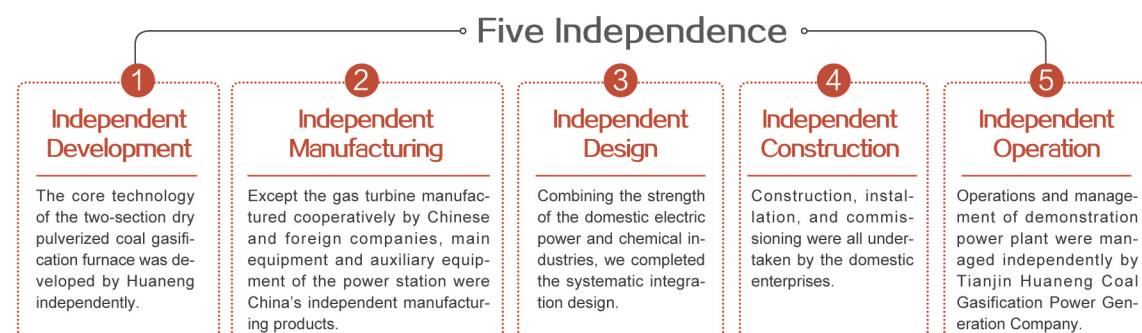 Five Independence
1
Independent
Development
The core technology
of the two-section dry
pulverized coal gasifi-
cation furnace was de-
veloped by Huaneng
independently.
2
Independent
Manufacturing
Except the gas turbine manufac-
tured cooperatively by Chinese
and foreign companies, main
equipment and auxiliary equip-
ment of the power station were
China's independent manufactur-
ing products.
3
Independent
Design
Combining the strength
of the domestic electric
power and chemical in-
dustries, we completed
the systematic integra-
tion design.
4
Independent
Construction
Construction, instal-
lation, and commis-
sioning were all under-
taken by the domestic
enterprises.
5
Independent
Operation
Operations and manage-
ment of demonstration
power plant were man-
aged independently by
Tianjin Huaneng Coal
Gasification Power Gen-
eration Company.